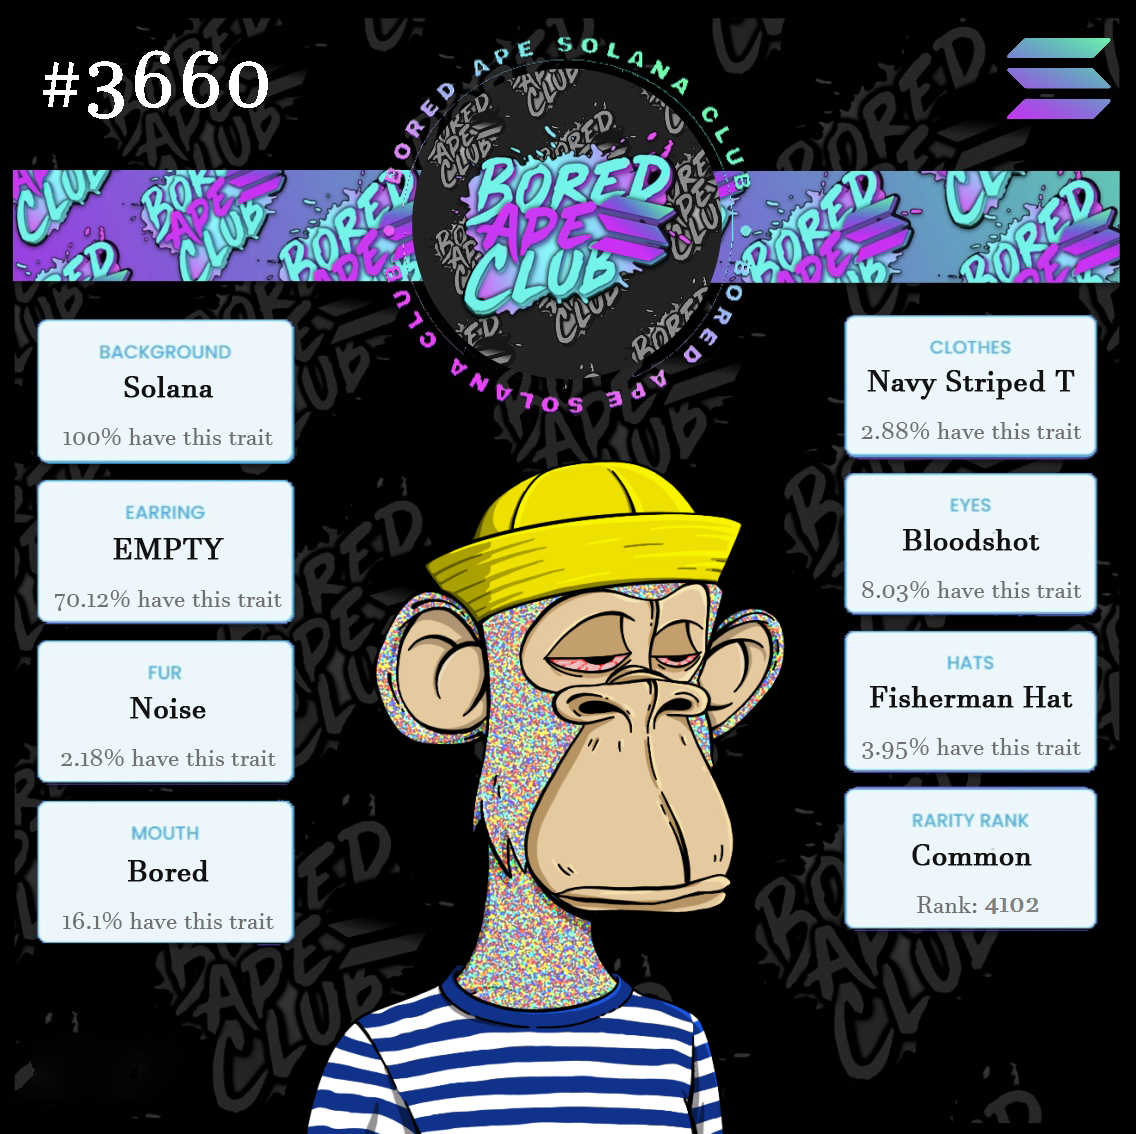 #3660
BORED APE SOLANA CLUB
BORED APE SOLANA CLUB
BORED
APE
CLUB
BACKGROUND
Solana
100% have this trait
EARRING
EMPTY
70.12% have this trait
FUR
Noise
2.18% have this trait
MOUTH
Bored
16.1% have this trait
CLOTHES
Navy Striped T
2.88% have this trait
EYES
Bloodshot
8.03% have this trait
HATS
Fisherman Hat
3.95% have this trait
RARITY RANK
Common
Rank: 4102